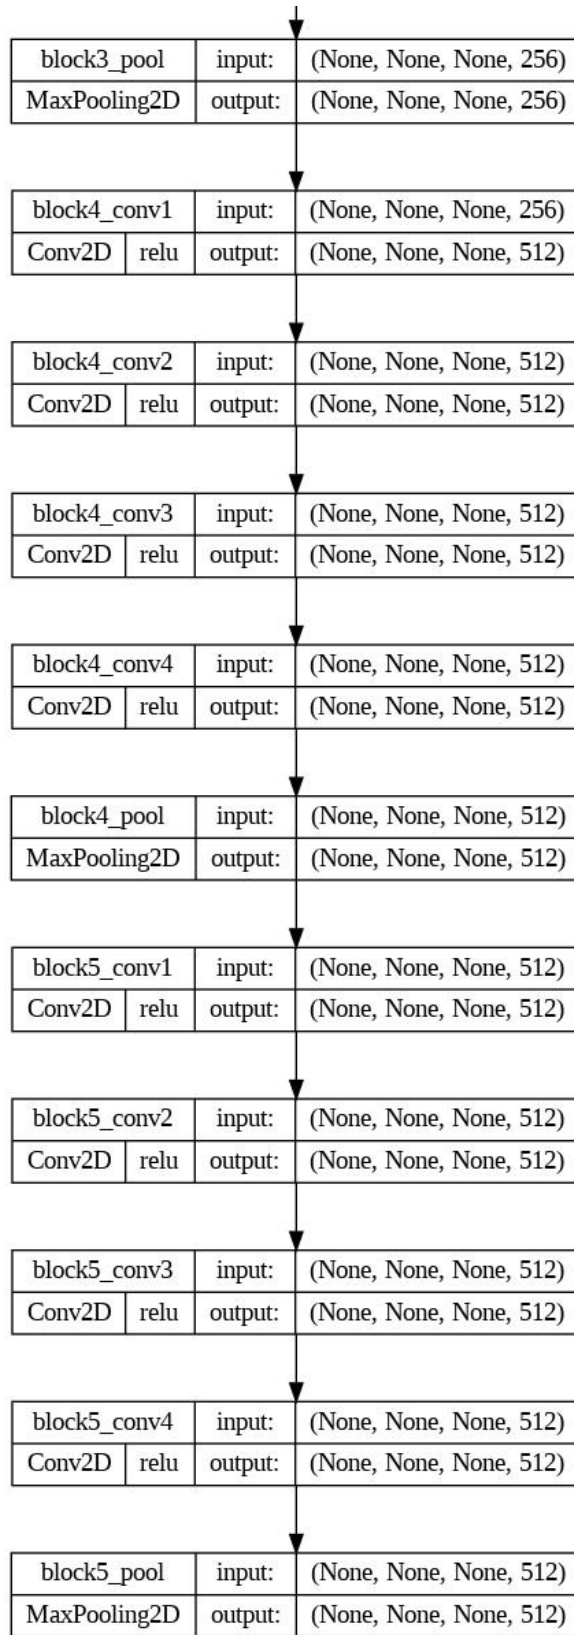 block3_pool input: (None, None, None, 256)
MaxPooling2D output: (None, None, None, 256)
block4_conv1 input: (None, None, None, 256)
Conv2D relu output: (None, None, None, 512)
block4_conv2 input: (None, None, None, 512)
Conv2D relu output: (None, None, None, 512)
block4_conv3 input: (None, None, None, 512)
Conv2D relu output: (None, None, None, 512)
block4_conv4 input: (None, None, None, 512)
Conv2D relu output: (None, None, None, 512)
block4_pool input: (None, None, None, 512)
MaxPooling2D output: (None, None, None, 512)
block5_conv1 input: (None, None, None, 512)
Conv2D relu output: (None, None, None, 512)
block5_conv2 input: (None, None, None, 512)
Conv2D relu output: (None, None, None, 512)
block5_conv3 input: (None, None, None, 512)
Conv2D relu output: (None, None, None, 512)
block5_conv4 input: (None, None, None, 512)
Conv2D relu output: (None, None, None, 512)
block5_pool input: (None, None, None, 512)
MaxPooling2D output: (None, None, None, 512)